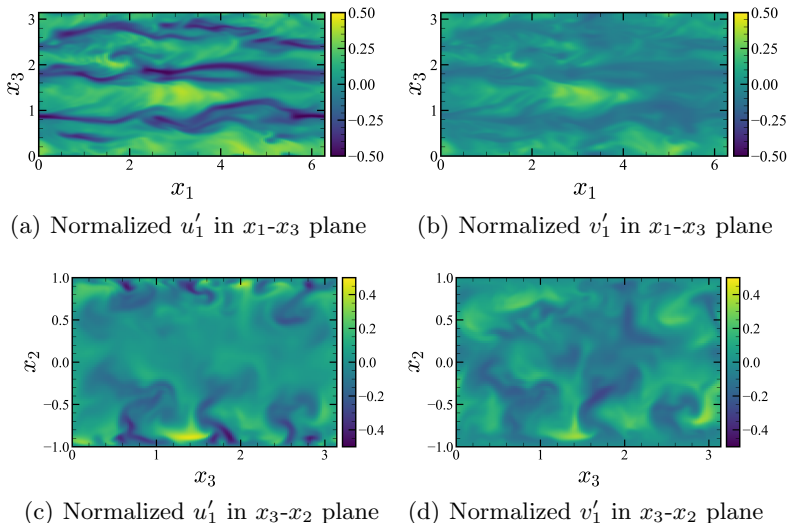 3
2
1
0
x₃
0 2 4 6
x₁
0.50
0.25
0.00
−0.25
−0.50
(a) Normalized u′₁ in x₁-x₃ plane
3
2
1
0
x₃
0 2 4 6
x₁
0.50
0.25
0.00
−0.25
−0.50
(b) Normalized v′₁ in x₁-x₃ plane
1.0
0.5
0.0
−0.5
−1.0
x₂
0 1 2 3
x₃
0.4
0.2
0.0
−0.2
−0.4
(c) Normalized u′₁ in x₃-x₂ plane
1.0
0.5
0.0
−0.5
−1.0
x₂
0 1 2 3
x₃
0.4
0.2
0.0
−0.2
−0.4
(d) Normalized v′₁ in x₃-x₂ plane